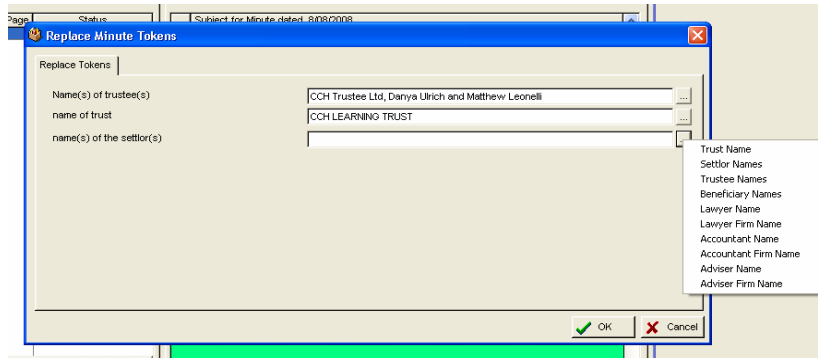 Page Status Subject for Minute dated 8/08/2008
Replace Minute Tokens
Replace Tokens
Name(s) of trustee(s) CCH Trustee Ltd, Danya Ulrich and Matthew Leonelli ...
name of trust CCH LEARNING TRUST ...
name(s) of the settlor(s) ...
Trust Name
Settlor Names
Trustee Names
Beneficiary Names
Lawyer Name
Lawyer Firm Name
Accountant Name
Accountant Firm Name
Adviser Name
Adviser Firm Name
OK Cancel